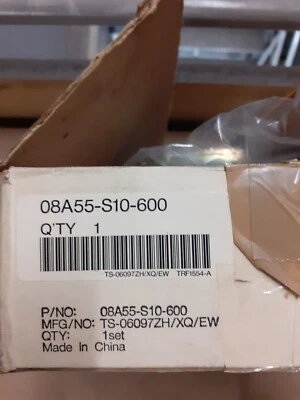 08A55-S10-600
Q'TY 1
TS-06097ZH/XQ/EW TRF1554-A
P/NO: 08A55-S10-600
MFG/NO: TS-06097ZH/XQ/EW
QTY: 1set
Made in China